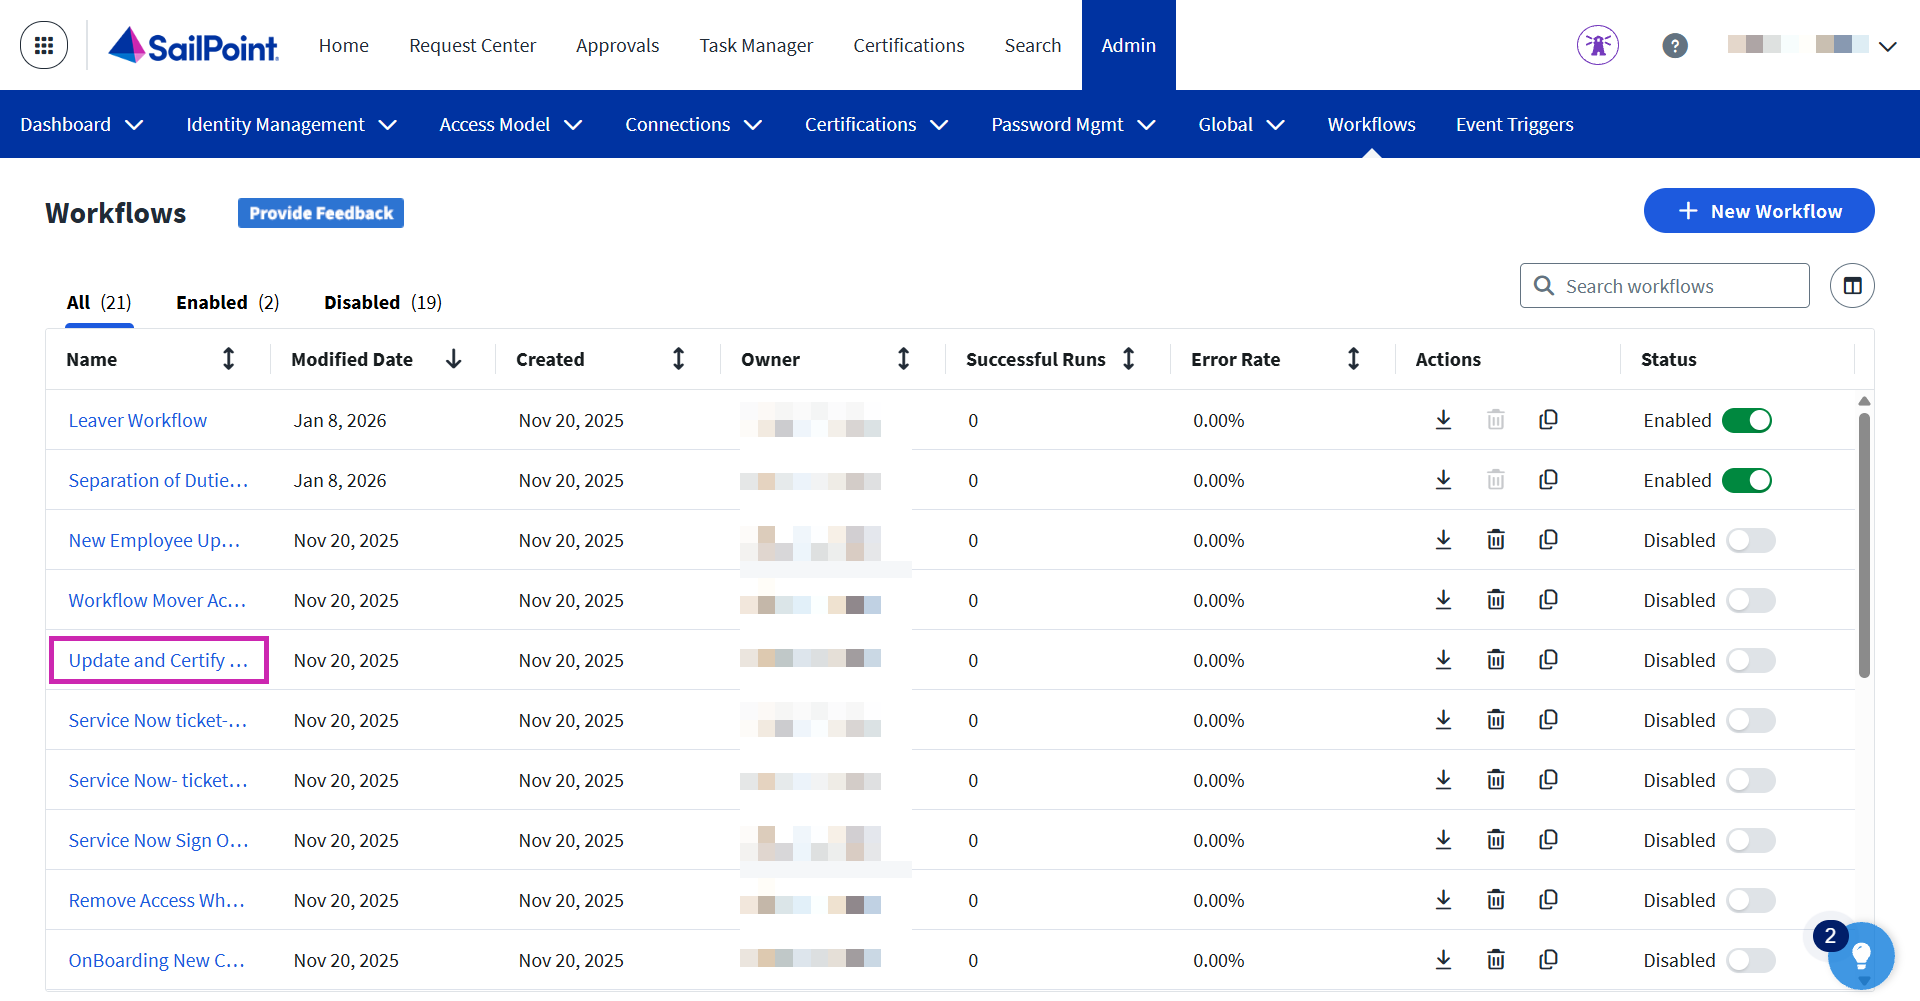 SailPoint Home Request Center Approvals Task Manager Certifications Search Admin ?
Dashboard Identity Management Access Model Connections Certifications Password Mgmt Global Workflows Event Triggers
Workflows Provide Feedback + New Workflow
Search workflows
All (21) Enabled (2) Disabled (19)
Name Modified Date Created Owner Successful Runs Error Rate Actions Status
Leaver Workflow Jan 8, 2026 Nov 20, 2025 0 0.00% Enabled
Separation of Dutie... Jan 8, 2026 Nov 20, 2025 0 0.00% Enabled
New Employee Up... Nov 20, 2025 Nov 20, 2025 0 0.00% Disabled
Workflow Mover Ac... Nov 20, 2025 Nov 20, 2025 0 0.00% Disabled
Update and Certify ... Nov 20, 2025 Nov 20, 2025 0 0.00% Disabled
Service Now ticket-... Nov 20, 2025 Nov 20, 2025 0 0.00% Disabled
Service Now- ticket... Nov 20, 2025 Nov 20, 2025 0 0.00% Disabled
Service Now Sign O... Nov 20, 2025 Nov 20, 2025 0 0.00% Disabled
Remove Access Wh... Nov 20, 2025 Nov 20, 2025 0 0.00% Disabled
OnBoarding New C... Nov 20, 2025 Nov 20, 2025 0 0.00% Disabled
2